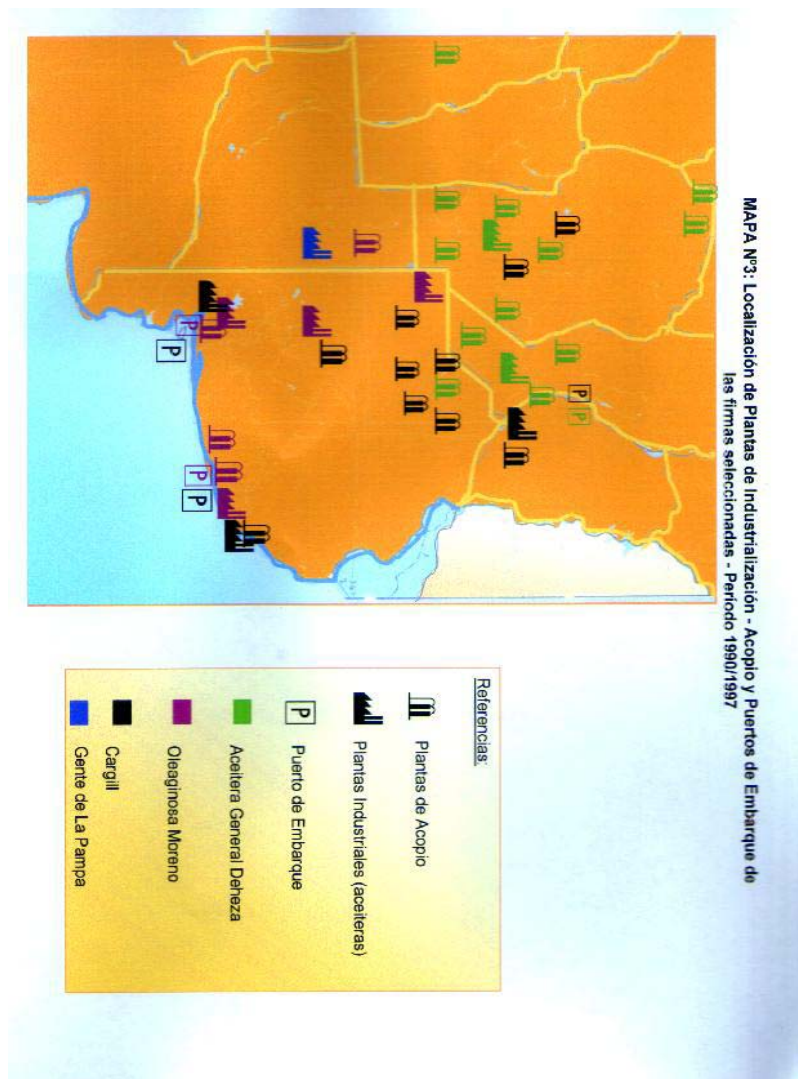 MAPA Nº3: Localización de Plantas de Industrialización - Acopio y Puertos de Embarque de
las firmas seleccionadas - Período 1990/1997
P
P
P
P
P
P
Referencias:
Plantas de Acopio
Plantas Industriales (aceiteras)
P Puerto de Embarque
Aceitera General Deheza
Oleaginosa Moreno
Cargill
Gente de La Pampa